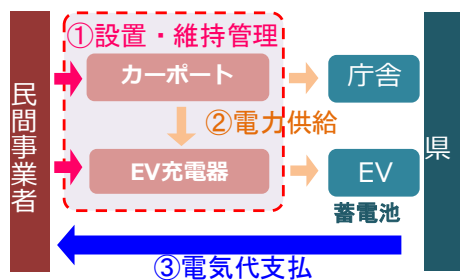 ①設置・維持管理
民間事業者
カーポート
庁舎
②電力供給
県
EV充電器
EV
蓄電池
③電気代支払